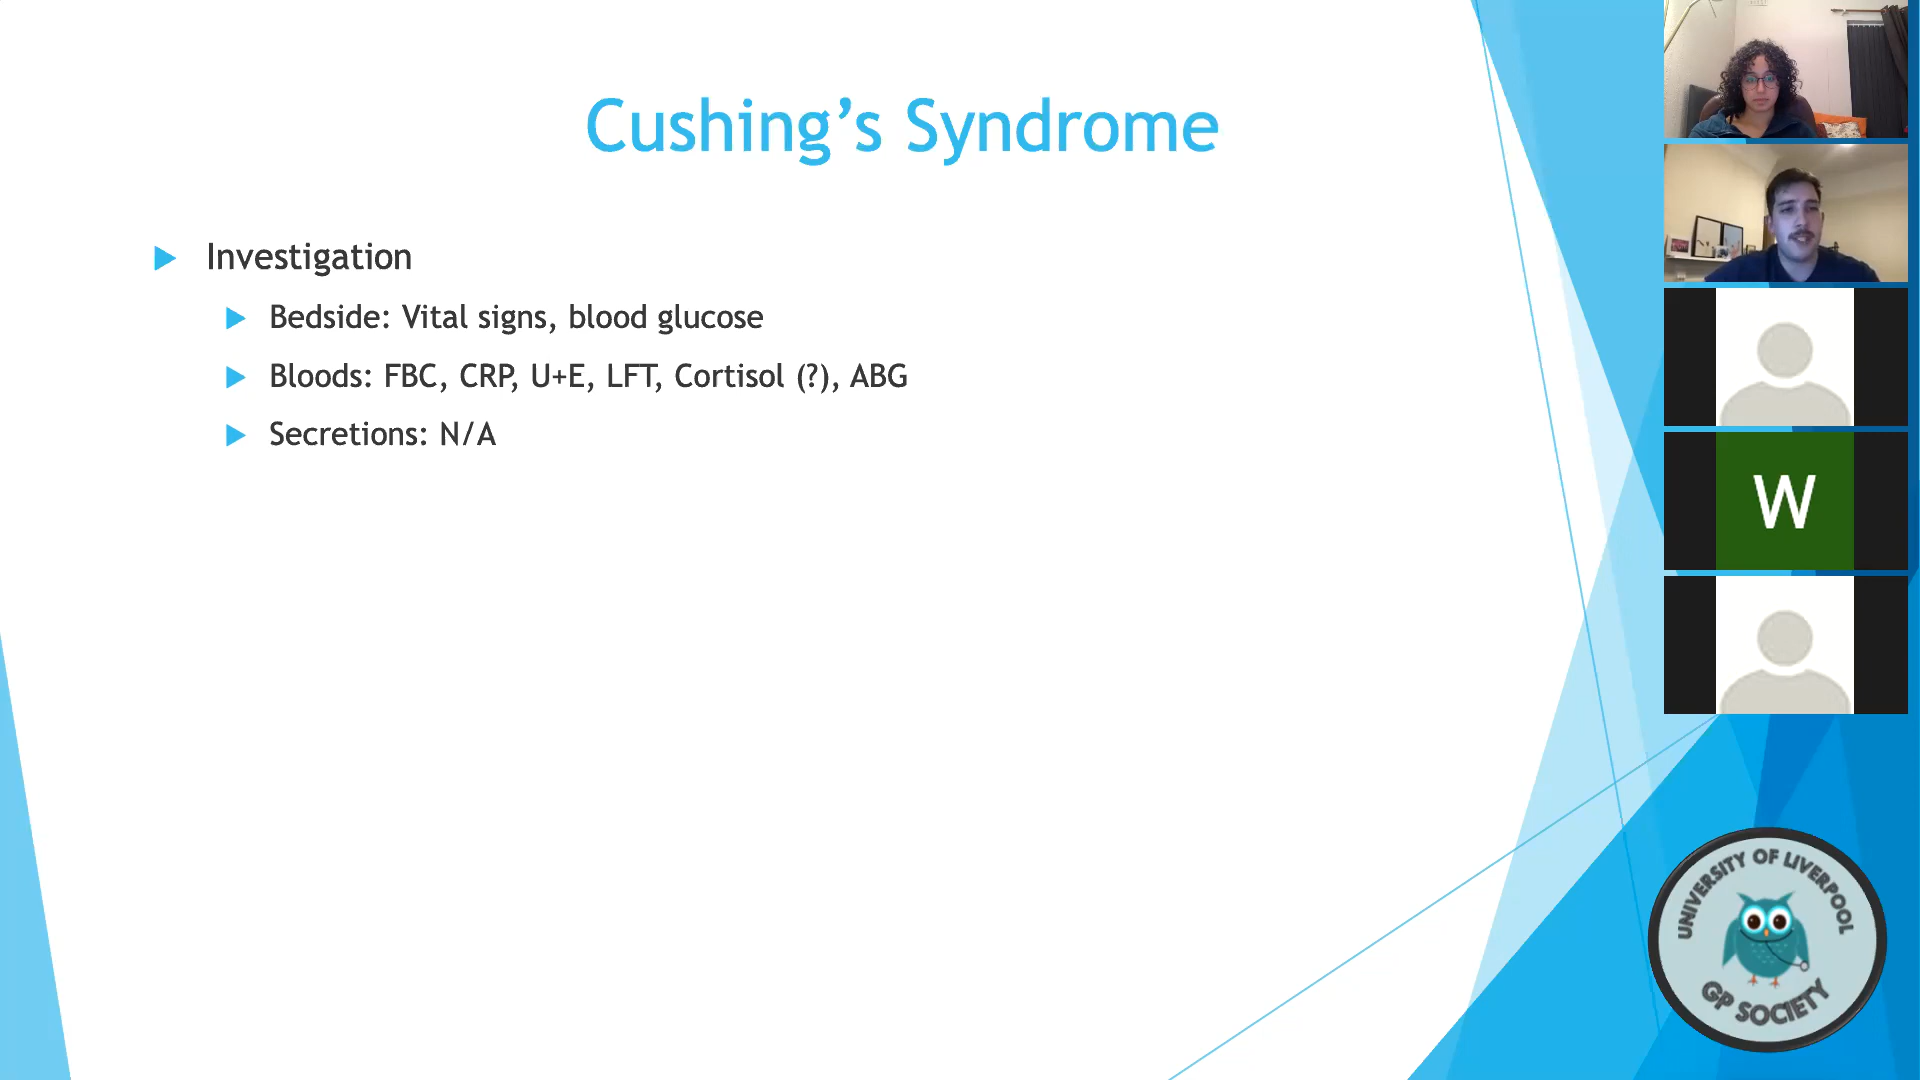 Cushing’s Syndrome
Investigation
Bedside: Vital signs, blood glucose
Bloods: FBC, CRP, U+E, LFT, Cortisol (?), ABG
Secretions: N/A
W
UNIVERSITY OF LIVERPOOL
GP SOCIETY